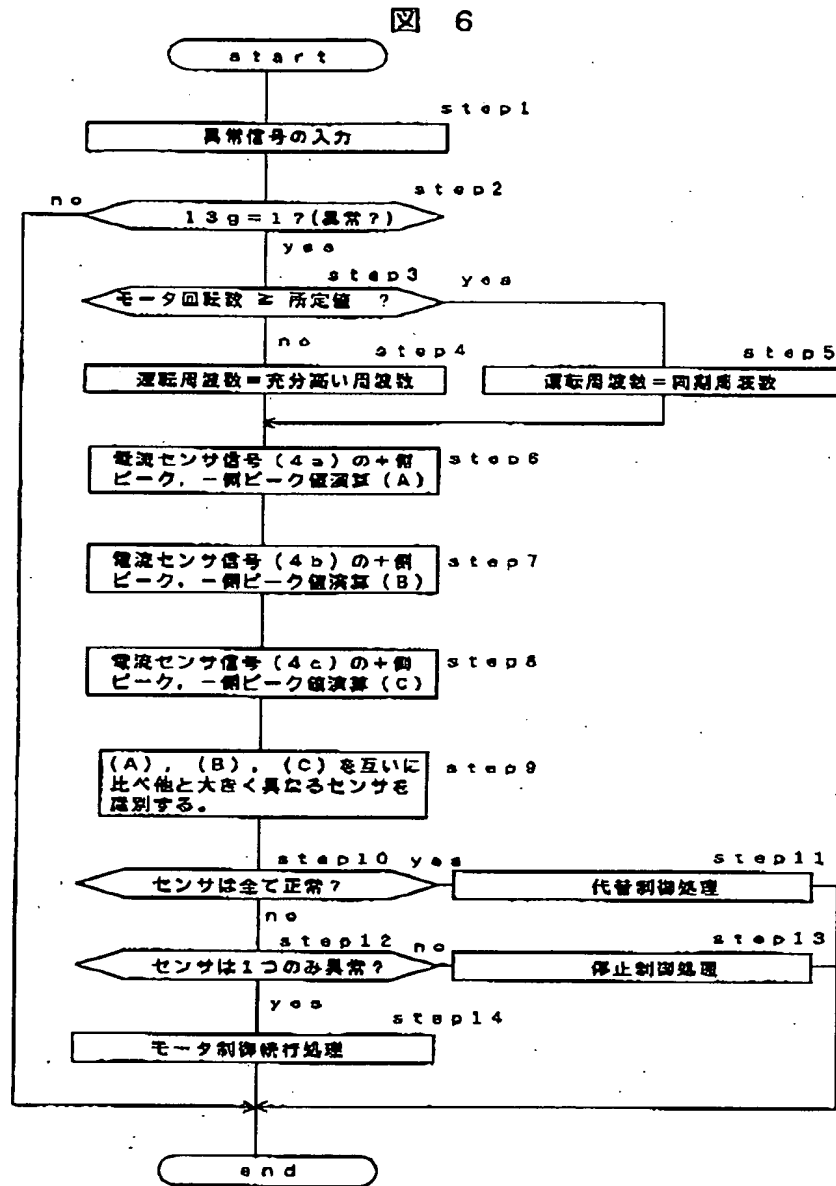 図 6
start
step1
異常信号の入力
step2
no
13g=1?(異常?)
yes
step3
yes
モータ回転数 ≧ 所定値 ?
no
step4
step5
運転周波数=充分高い周波数
運転周波数=同期周波数
電流センサ信号(4a)の+側
ピーク,-側ピーク値演算(A)
step6
電流センサ信号(4b)の+側
ピーク,-側ピーク値演算(B)
step7
電流センサ信号(4c)の+側
ピーク,-側ピーク値演算(C)
step8
(A),(B),(C)を互いに
比べ他と大きく異なるセンサを
識別する。
step9
step10
yes
step11
センサは全て正常?
代替制御処理
no
step12
no
step13
センサは1つのみ異常?
停止制御処理
yes
step14
モータ制御続行処理
end